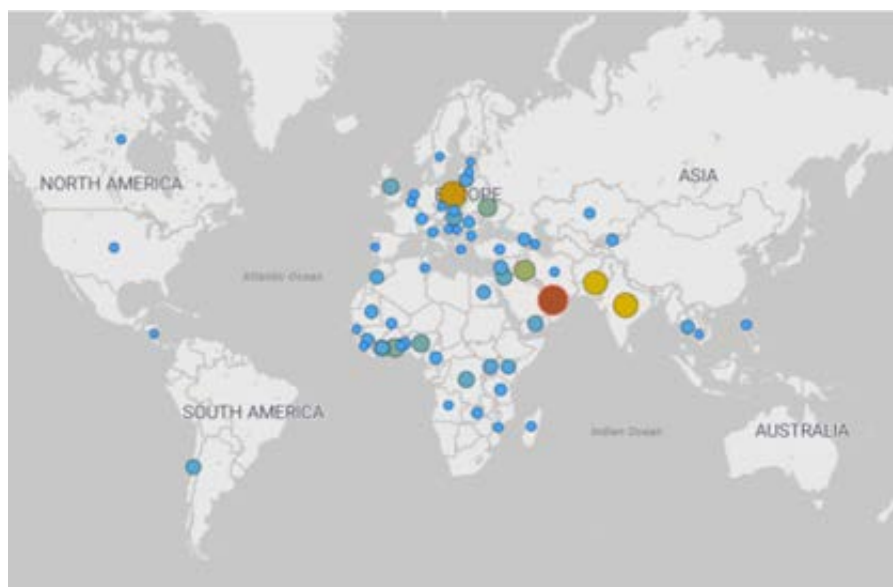 ASIA
NORTH AMERICA
Atlantic Ocean
SOUTH AMERICA
Indian Ocean
AUSTRALIA